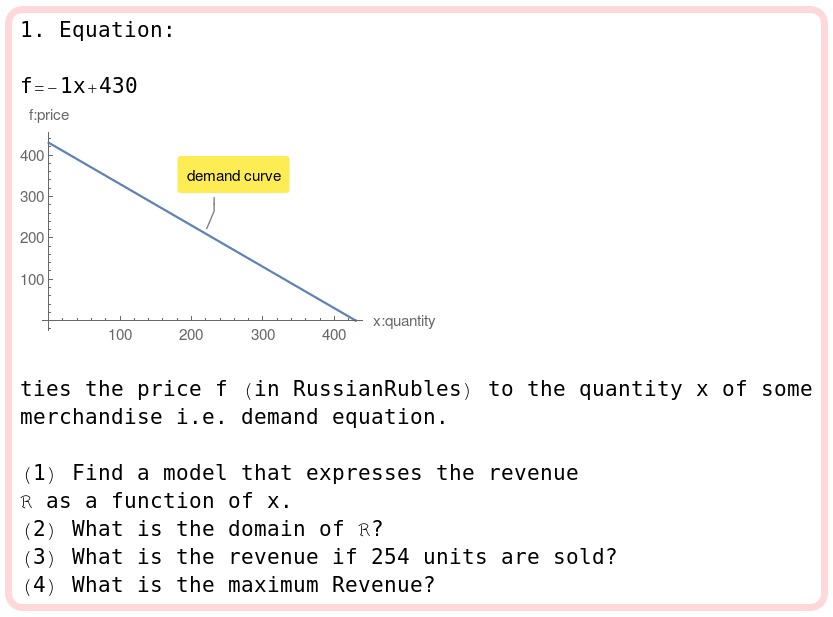 1. Equation:
f=-1x+430
f:price
400
300
200
100
demand curve
100 200 300 400
x:quantity
ties the price f (in RussianRubles) to the quantity x of some
merchandise i.e. demand equation.
(1) Find a model that expresses the revenue
ℛ as a function of x.
(2) What is the domain of ℛ?
(3) What is the revenue if 254 units are sold?
(4) What is the maximum Revenue?